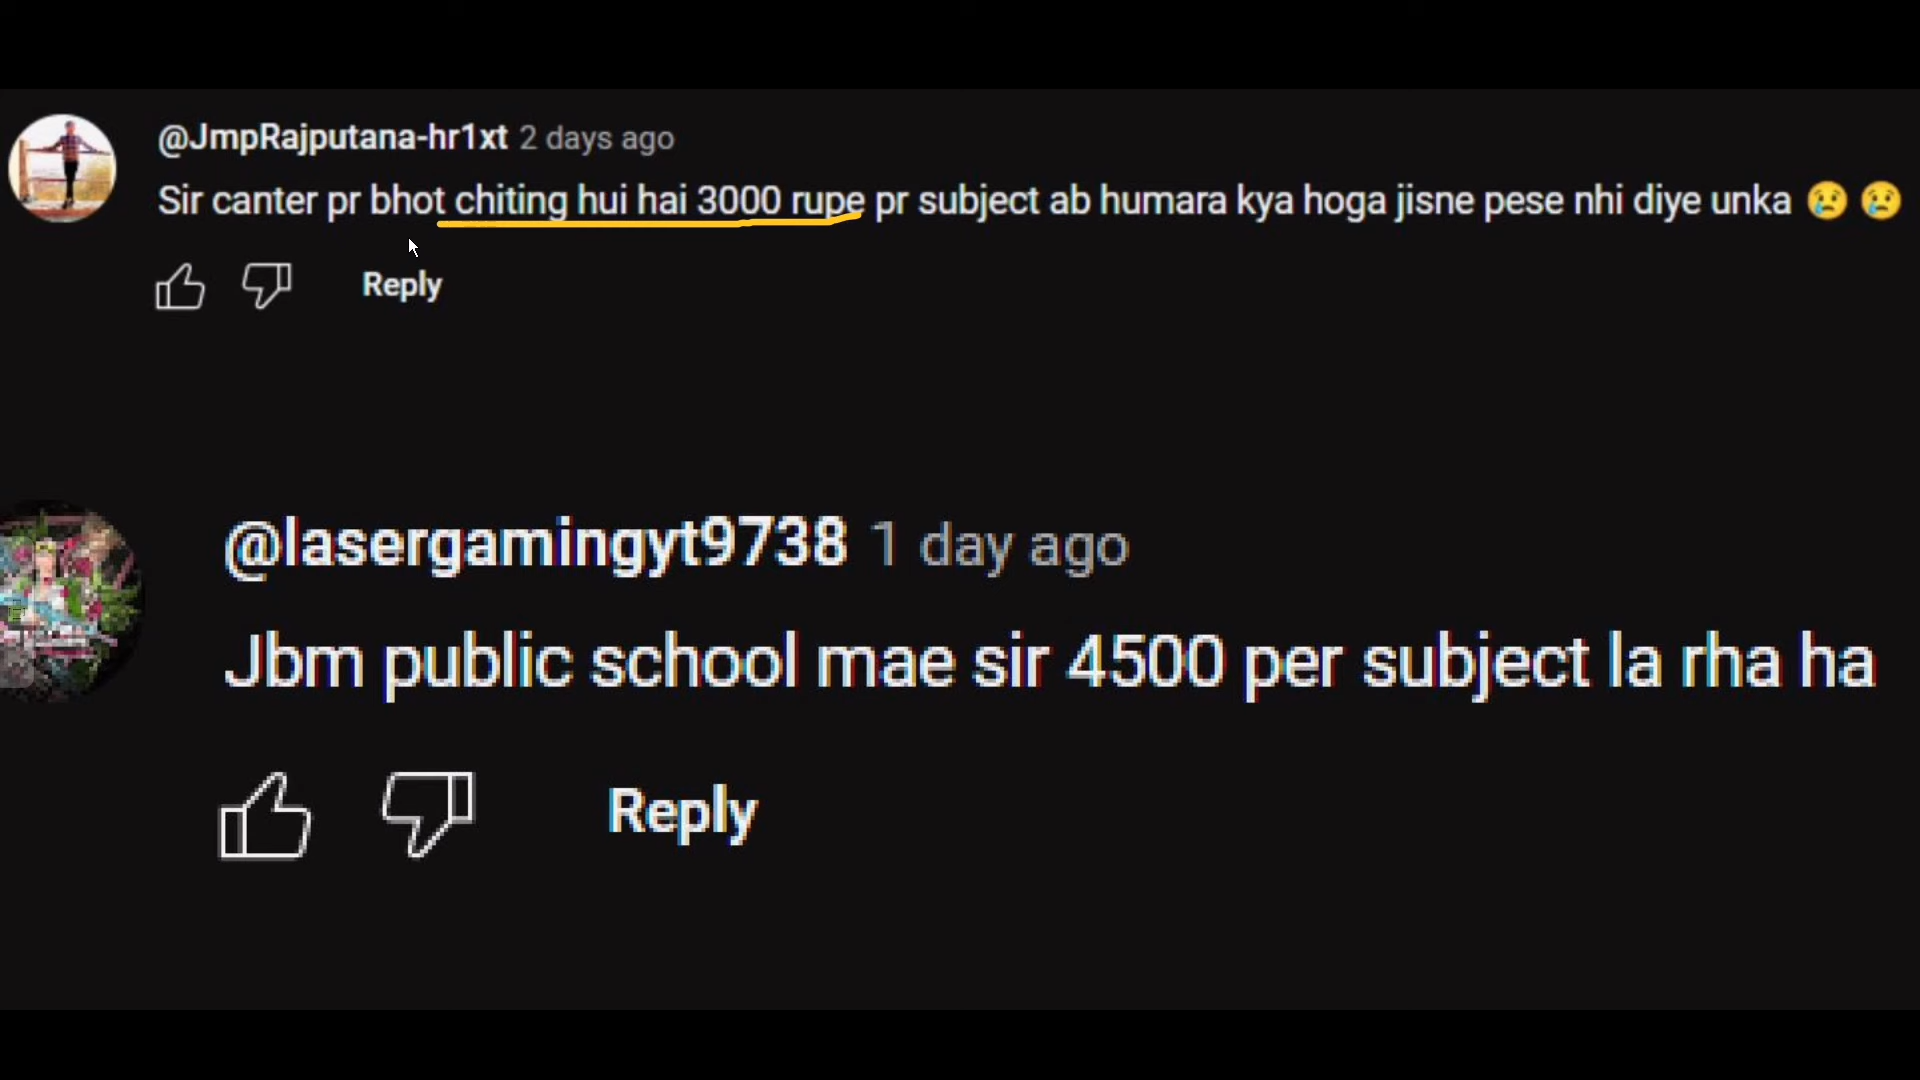 @JmpRajputana-hr1xt 2 days ago
Sir canter pr bhot chiting hui hai 3000 rupe pr subject ab humara kya hoga jisne pese nhi diye unka 😢 😢
Reply
@lasergamingyt9738 1 day ago
Jbm public school mae sir 4500 per subject la rha ha
Reply